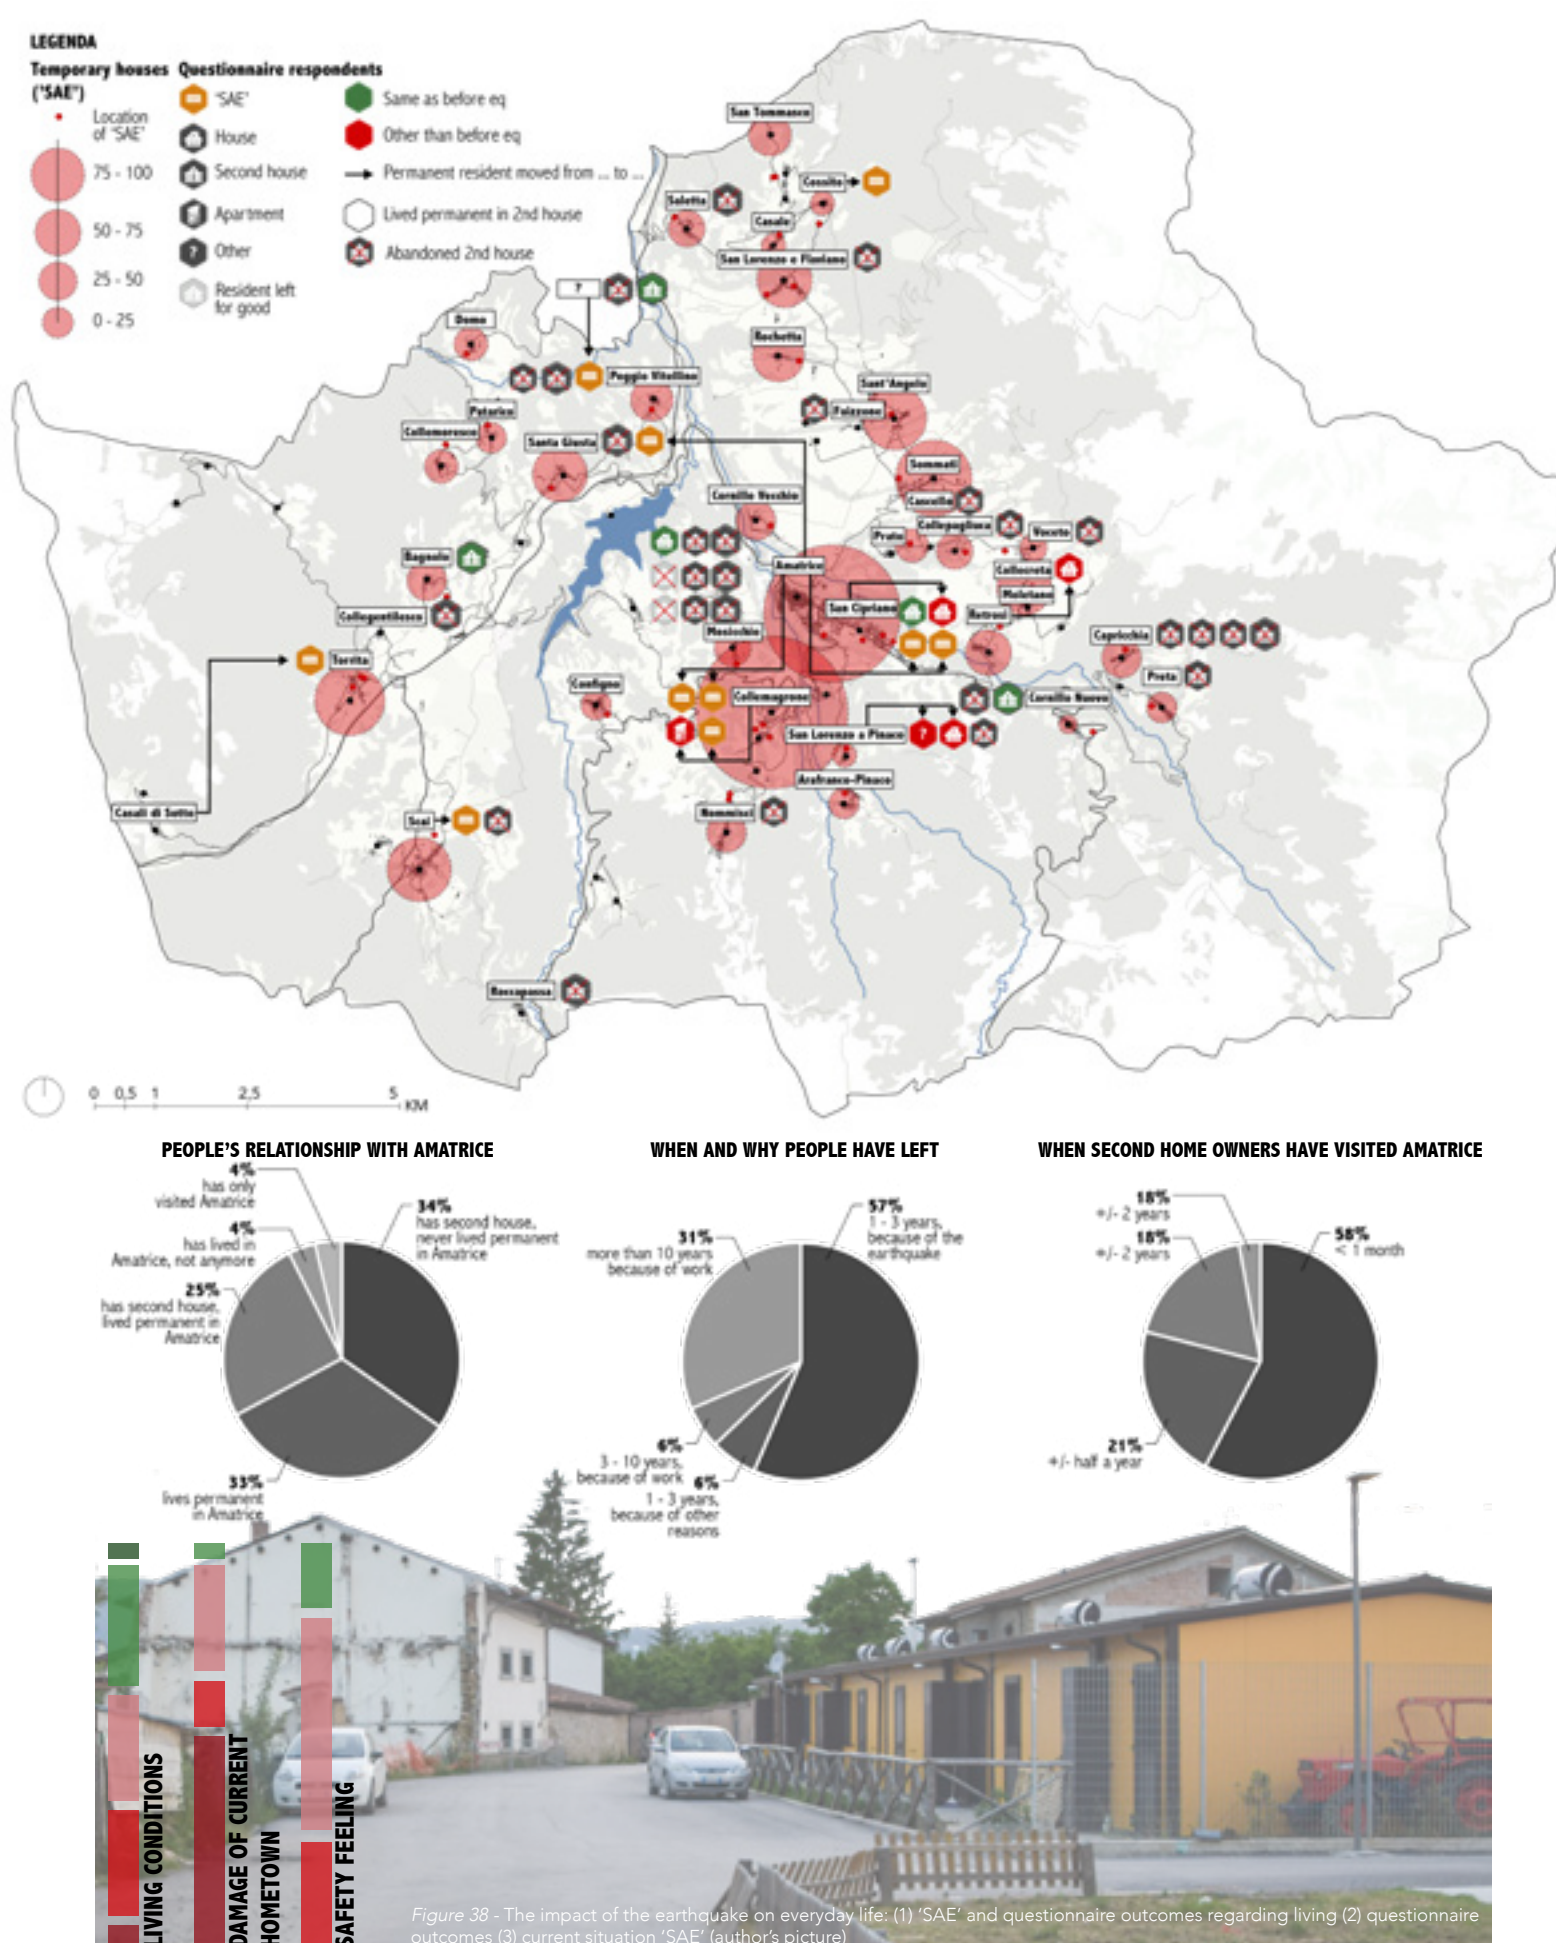 LEGENDA
Temporary houses
('SAE')
Location
of 'SAE'
75 - 100
50 - 75
25 - 50
0 - 25
Questionnaire respondents
'SAE'
House
Second house
Apartment
Other
Resident left
for good
Same as before eq
Other than before eq
Permanent resident moved from ... to ...
Lived permanent in 2nd house
Abandoned 2nd house
San Tommasco
Cossito
Saletta
Casale
San Lorenzo e Flaviano
?
Domo
Rochetta
Poggio Vitellino
Sant'Angelo
Patarico
Faizzone
Collemoresco
Santa Giusta
Sommati
Cornillo Vecchio
Cascello
Collepagliuca
Prato
Voceto
Bagnolo
Amatrice
Collecreta
Moletano
San Cipriano
Retrosi
Collegentilesco
Mosicchio
Capricchia
Torrita
Preta
Configno
Collemagrone
Cornillo Nuovo
San Lorenzo a Pinaco
Arafranco-Pinaco
Casali di Sotto
Scai
Nommisci
Roccapassa
0 0,5 1 2,5 5 KM
PEOPLE'S RELATIONSHIP WITH AMATRICE
4%
has only
visited Amatrice
4%
has lived in
Amatrice, not anymore
25%
has second house,
lived permanent in
Amatrice
34%
has second house,
never lived permanent
in Amatrice
33%
lives permanent
in Amatrice
WHEN AND WHY PEOPLE HAVE LEFT
31%
more than 10 years
because of work
57%
1 - 3 years,
because of the
earthquake
6%
3 - 10 years,
because of work
6%
1 - 3 years,
because of other
reasons
WHEN SECOND HOME OWNERS HAVE VISITED AMATRICE
18%
+/- 2 years
18%
+/- 2 years
58%
< 1 month
21%
+/- half a year
LIVING CONDITIONS
DAMAGE OF CURRENT
HOMETOWN
SAFETY FEELING
Figure 38 - The impact of the earthquake on everyday life: (1) 'SAE' and questionnaire outcomes regarding living (2) questionnaire
outcomes (3) current situation 'SAE' (author's picture)